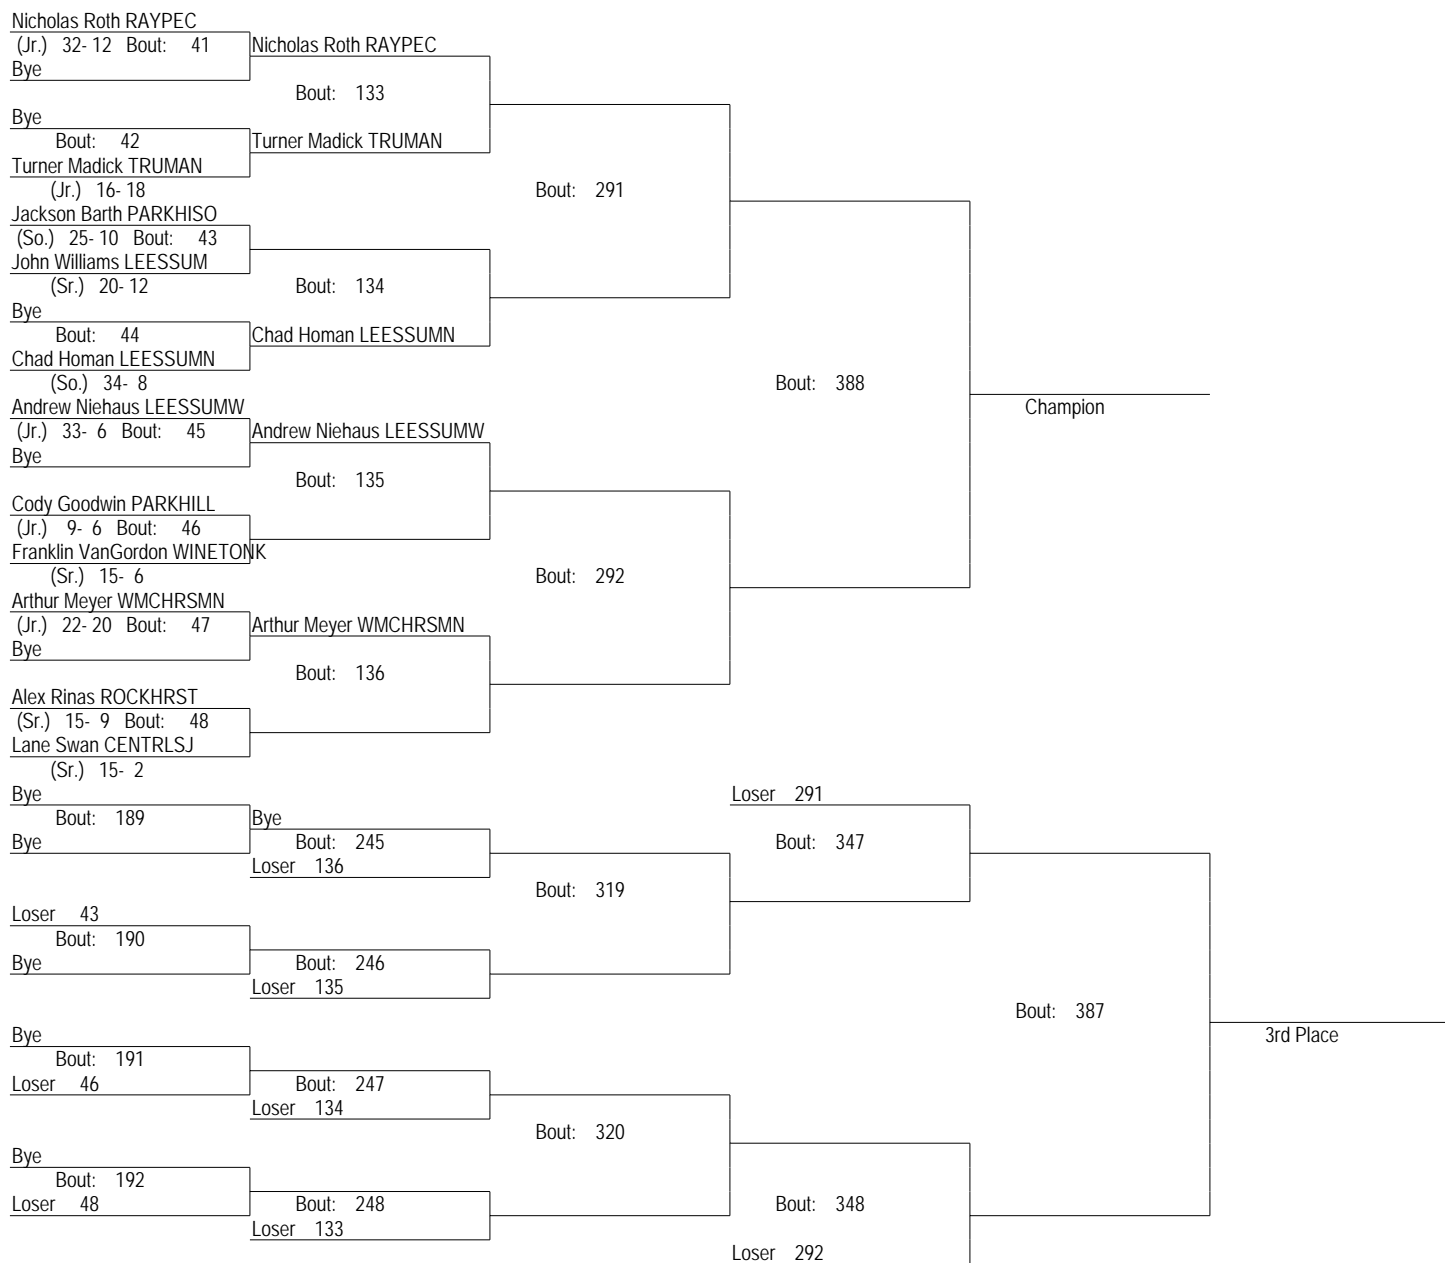 Nicholas Roth RAYPEC
(Jr.) 32- 12 Bout: 41 Nicholas Roth RAYPEC
Bye
Bout: 133
Bye
Bout: 42 Turner Madick TRUMAN
Turner Madick TRUMAN
(Jr.) 16- 18 Bout: 291
Jackson Barth PARKHISO
(So.) 25- 10 Bout: 43
John Williams LEESSUM
(Sr.) 20- 12 Bout: 134
Bye
Bout: 44 Chad Homan LEESSUMN
Chad Homan LEESSUMN
(So.) 34- 8 Bout: 388
Andrew Niehaus LEESSUMW Champion
(Jr.) 33- 6 Bout: 45 Andrew Niehaus LEESSUMW
Bye
Bout: 135
Cody Goodwin PARKHILL
(Jr.) 9- 6 Bout: 46
Franklin VanGordon WINETONK
(Sr.) 15- 6 Bout: 292
Arthur Meyer WMCHRSMN
(Jr.) 22- 20 Bout: 47 Arthur Meyer WMCHRSMN
Bye
Bout: 136
Alex Rinas ROCKHRST
(Sr.) 15- 9 Bout: 48
Lane Swan CENTRLSJ
(Sr.) 15- 2
Bye Loser 291
Bout: 189 Bye
Bye Bout: 245 Bout: 347
Loser 136
Bout: 319
Loser 43
Bout: 190
Bye Bout: 246
Loser 135
Bout: 387
Bye 3rd Place
Bout: 191
Loser 46 Bout: 247
Loser 134
Bout: 320
Bye
Bout: 192
Loser 48 Bout: 248 Bout: 348
Loser 133
Loser 292